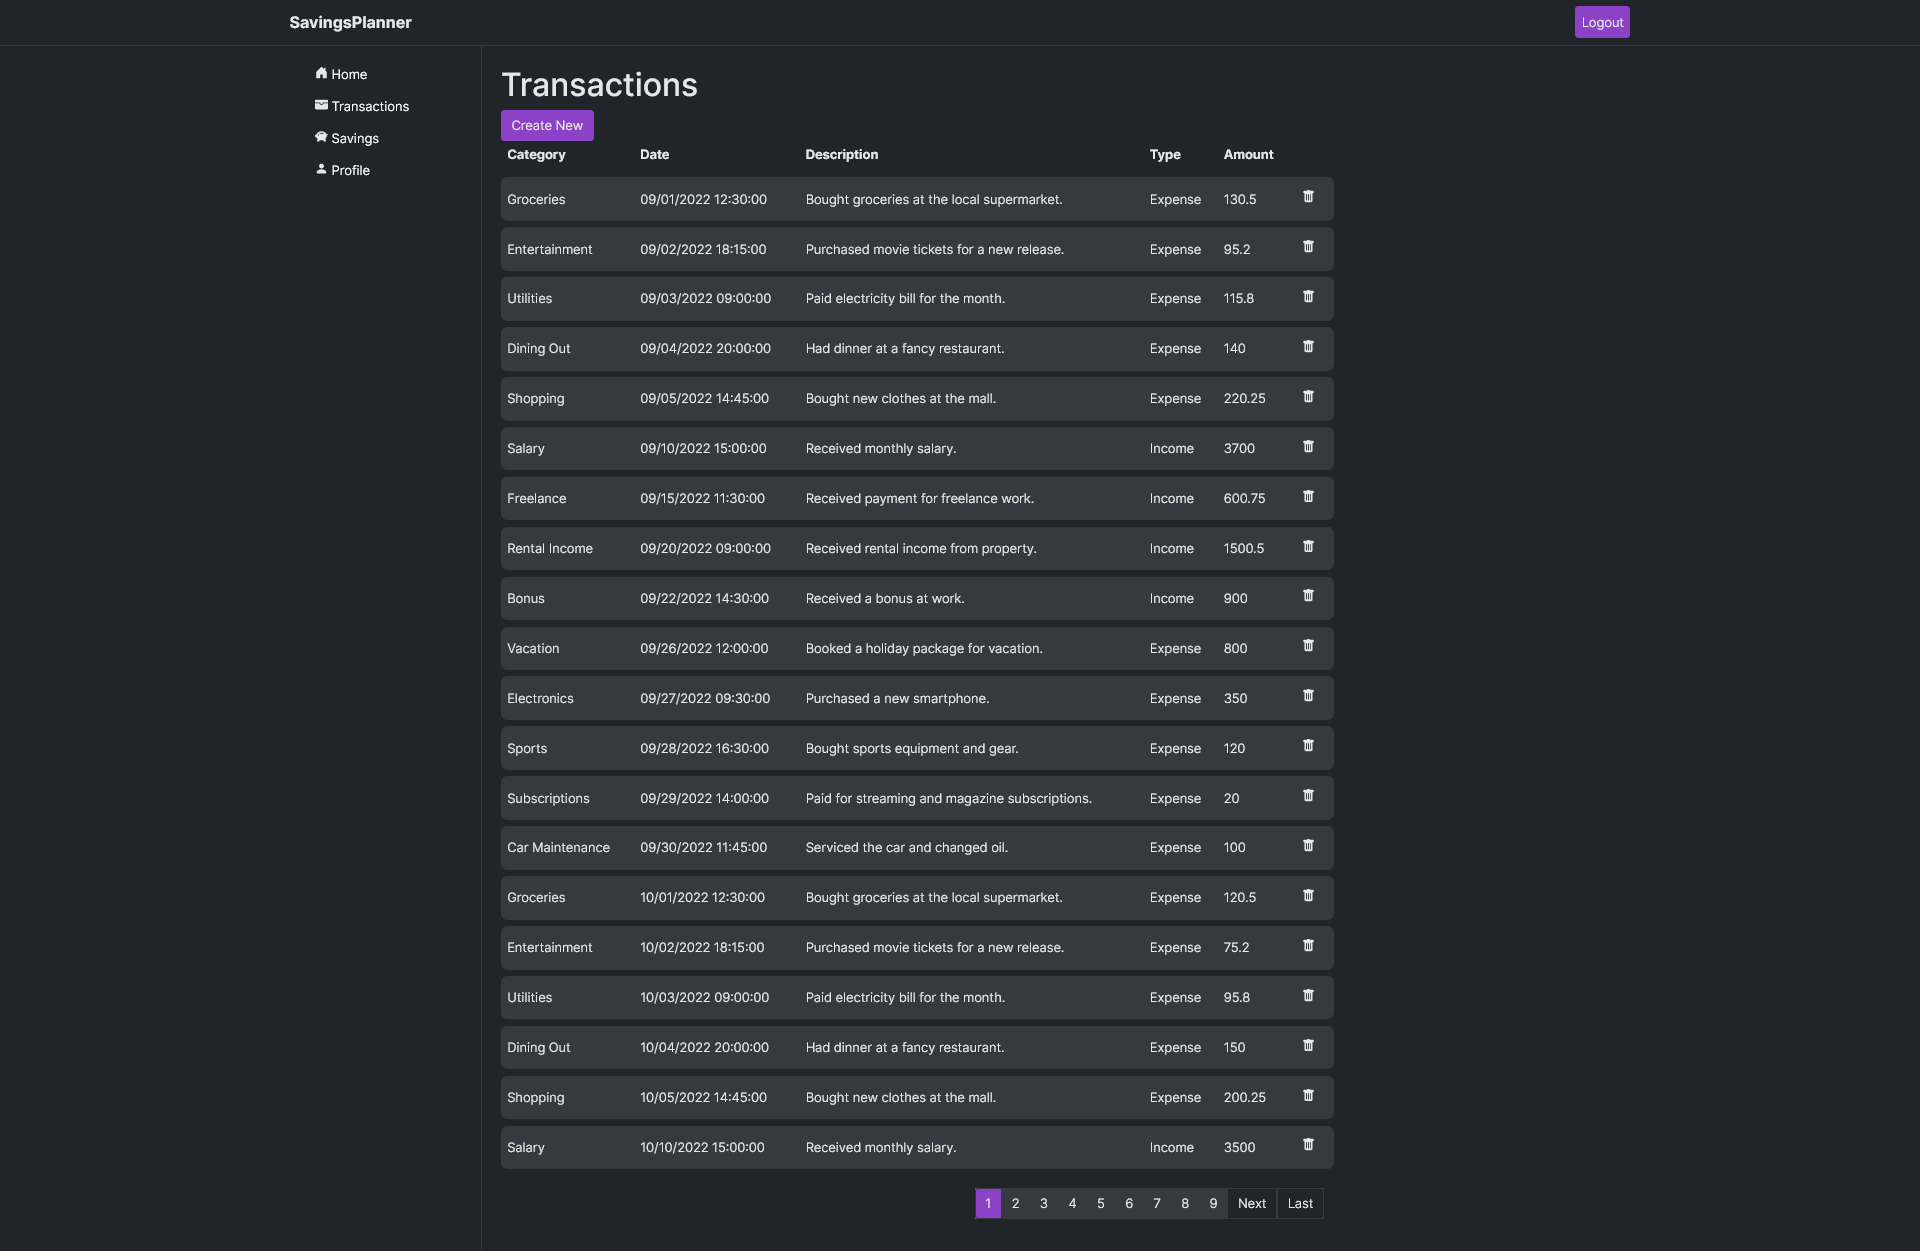 SavingsPlanner
Logout
Home
Transactions
Savings
Profile
Transactions
Create New
Category Date Description Type Amount
Groceries 09/01/2022 12:30:00 Bought groceries at the local supermarket. Expense 130.5
Entertainment 09/02/2022 18:15:00 Purchased movie tickets for a new release. Expense 95.2
Utilities 09/03/2022 09:00:00 Paid electricity bill for the month. Expense 115.8
Dining Out 09/04/2022 20:00:00 Had dinner at a fancy restaurant. Expense 140
Shopping 09/05/2022 14:45:00 Bought new clothes at the mall. Expense 220.25
Salary 09/10/2022 15:00:00 Received monthly salary. Income 3700
Freelance 09/15/2022 11:30:00 Received payment for freelance work. Income 600.75
Rental Income 09/20/2022 09:00:00 Received rental income from property. Income 1500.5
Bonus 09/22/2022 14:30:00 Received a bonus at work. Income 900
Vacation 09/26/2022 12:00:00 Booked a holiday package for vacation. Expense 800
Electronics 09/27/2022 09:30:00 Purchased a new smartphone. Expense 350
Sports 09/28/2022 16:30:00 Bought sports equipment and gear. Expense 120
Subscriptions 09/29/2022 14:00:00 Paid for streaming and magazine subscriptions. Expense 20
Car Maintenance 09/30/2022 11:45:00 Serviced the car and changed oil. Expense 100
Groceries 10/01/2022 12:30:00 Bought groceries at the local supermarket. Expense 120.5
Entertainment 10/02/2022 18:15:00 Purchased movie tickets for a new release. Expense 75.2
Utilities 10/03/2022 09:00:00 Paid electricity bill for the month. Expense 95.8
Dining Out 10/04/2022 20:00:00 Had dinner at a fancy restaurant. Expense 150
Shopping 10/05/2022 14:45:00 Bought new clothes at the mall. Expense 200.25
Salary 10/10/2022 15:00:00 Received monthly salary. Income 3500
1 2 3 4 5 6 7 8 9 Next Last